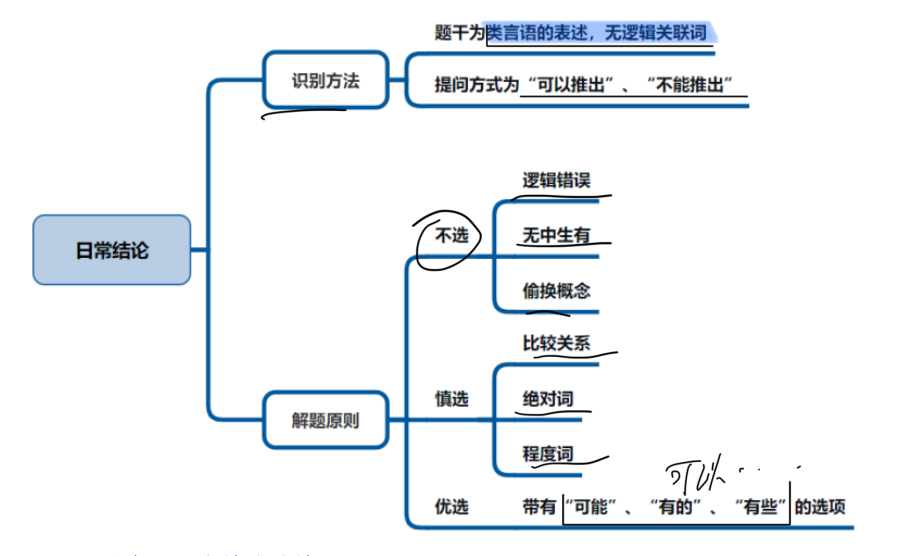 题干为类言语的表述，无逻辑关联词
识别方法
提问方式为“可以推出”、“不能推出”
日常结论
解题原则
不选
逻辑错误
无中生有
偷换概念
慎选
比较关系
绝对词
程度词
可以……
优选
带有“可能”、“有的”、“有些”的选项